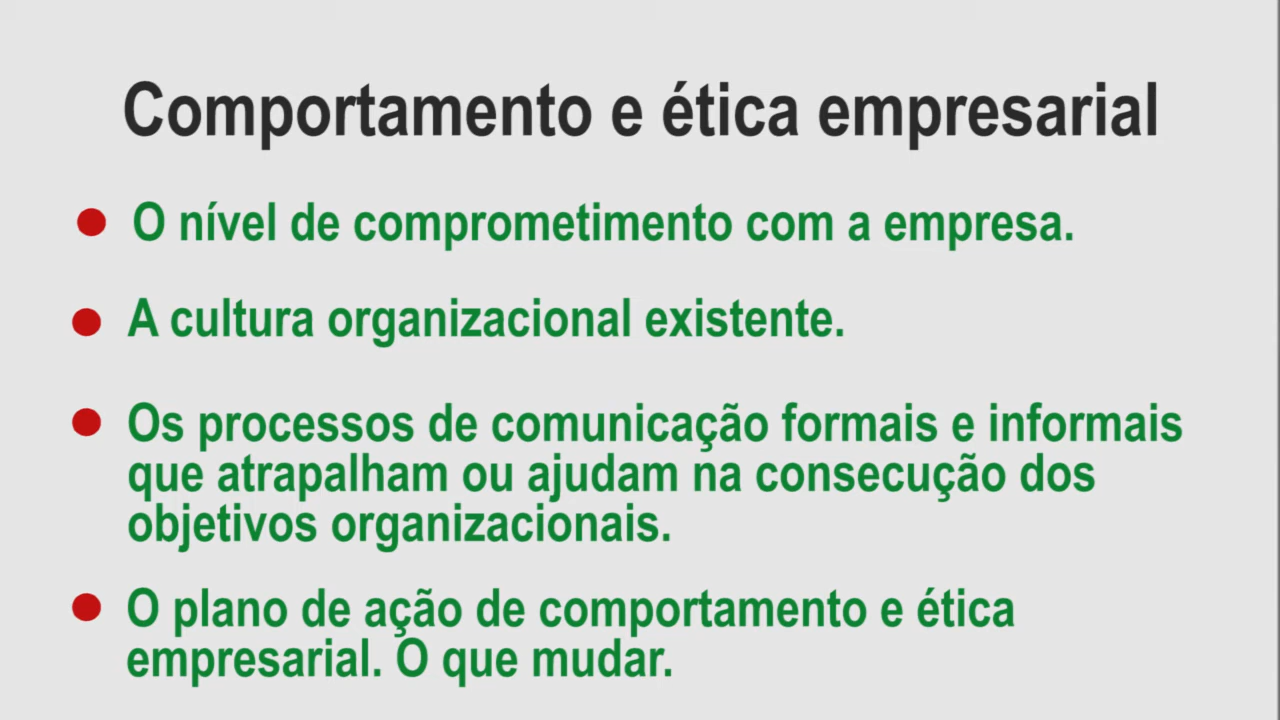 Comportamento e ética empresarial
O nível de comprometimento com a empresa.
A cultura organizacional existente.
Os processos de comunicação formais e informais
que atrapalham ou ajudam na consecução dos
objetivos organizacionais.
O plano de ação de comportamento e ética
empresarial. O que mudar.